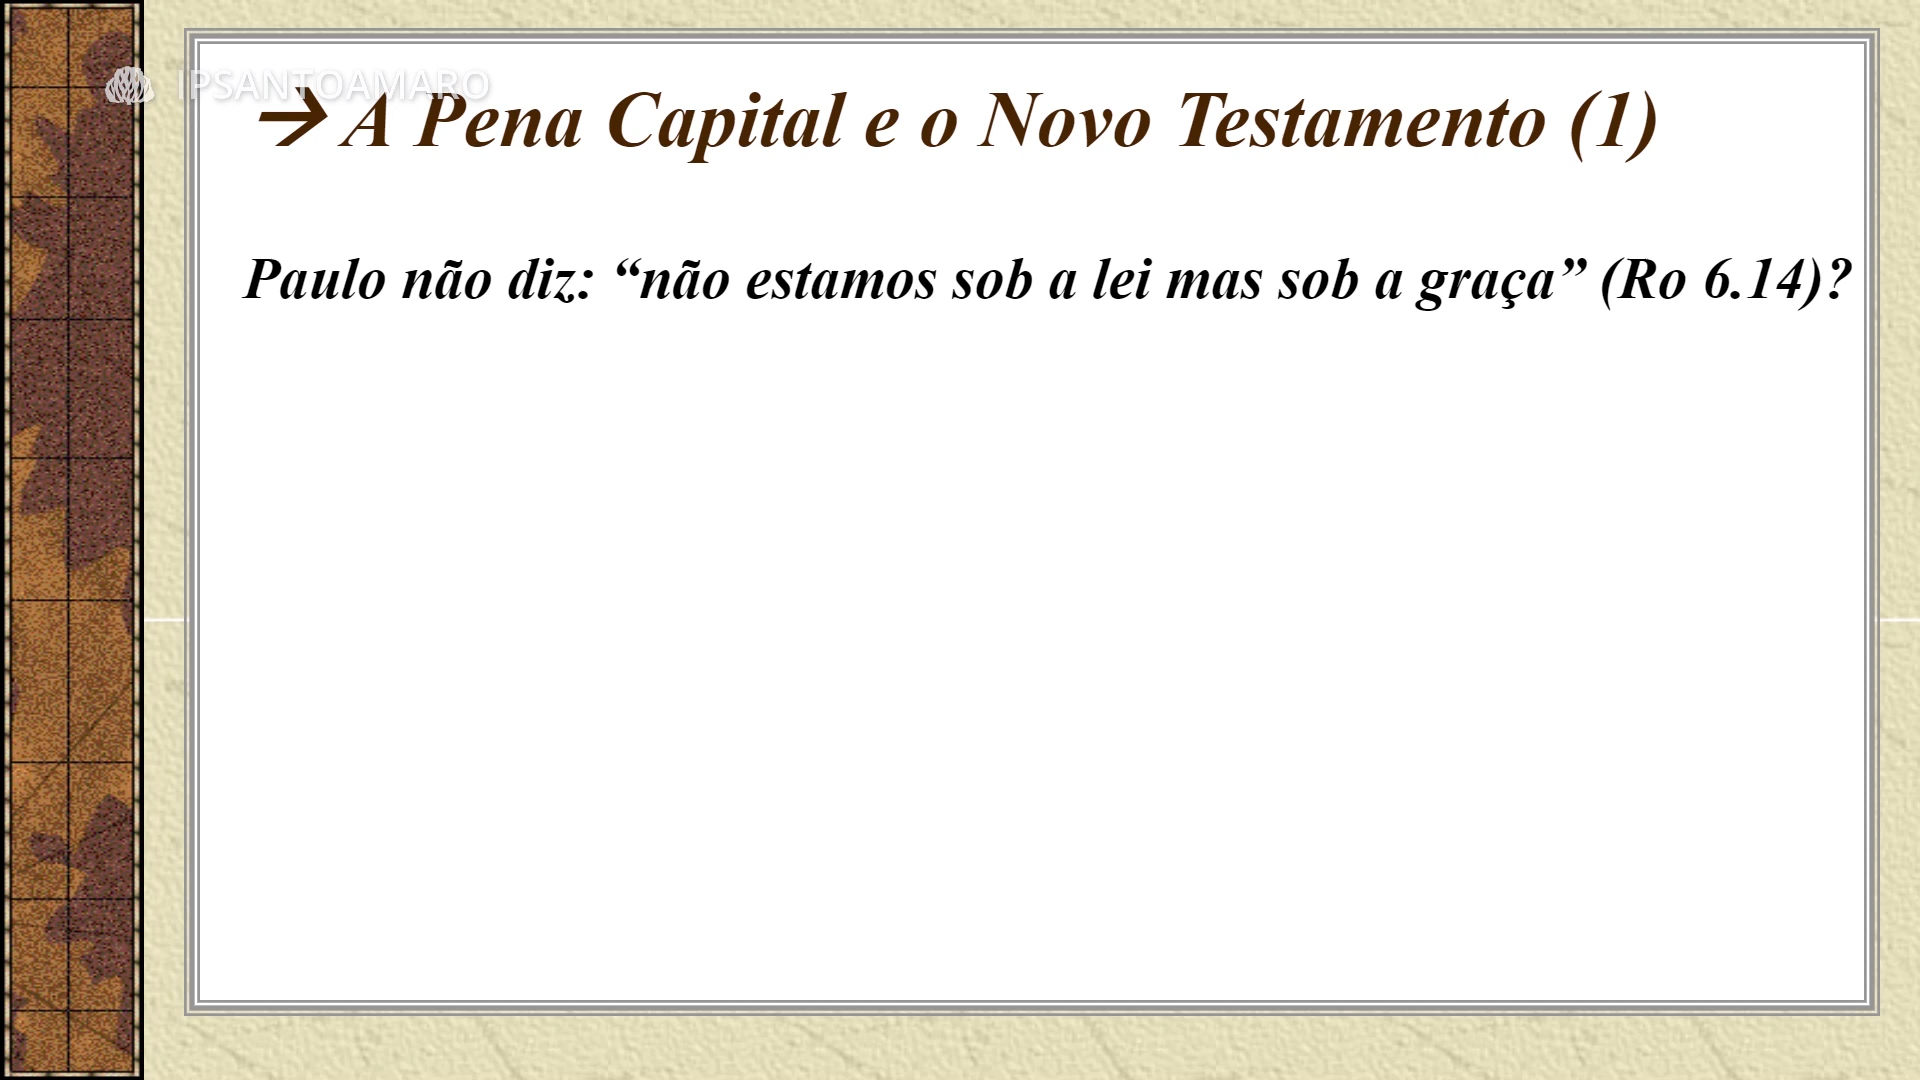 IPSANTOAMARO
→ A Pena Capital e o Novo Testamento (1)
Paulo não diz: “não estamos sob a lei mas sob a graça” (Ro 6.14)?